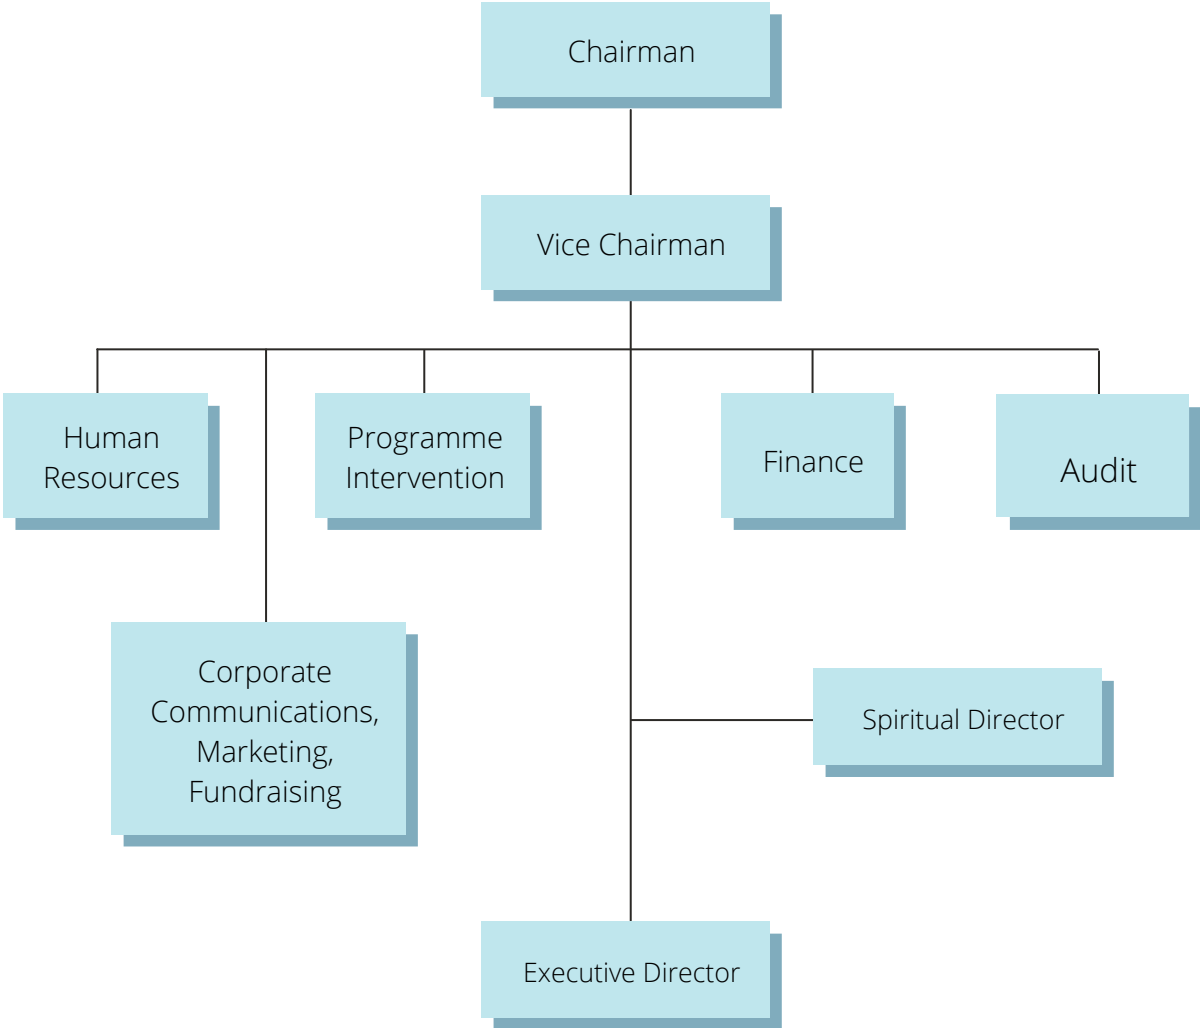 Chairman
Vice Chairman
Human
Resources
Programme
Intervention
Finance
Audit
Corporate
Communications,
Marketing,
Fundraising
Spiritual Director
Executive Director